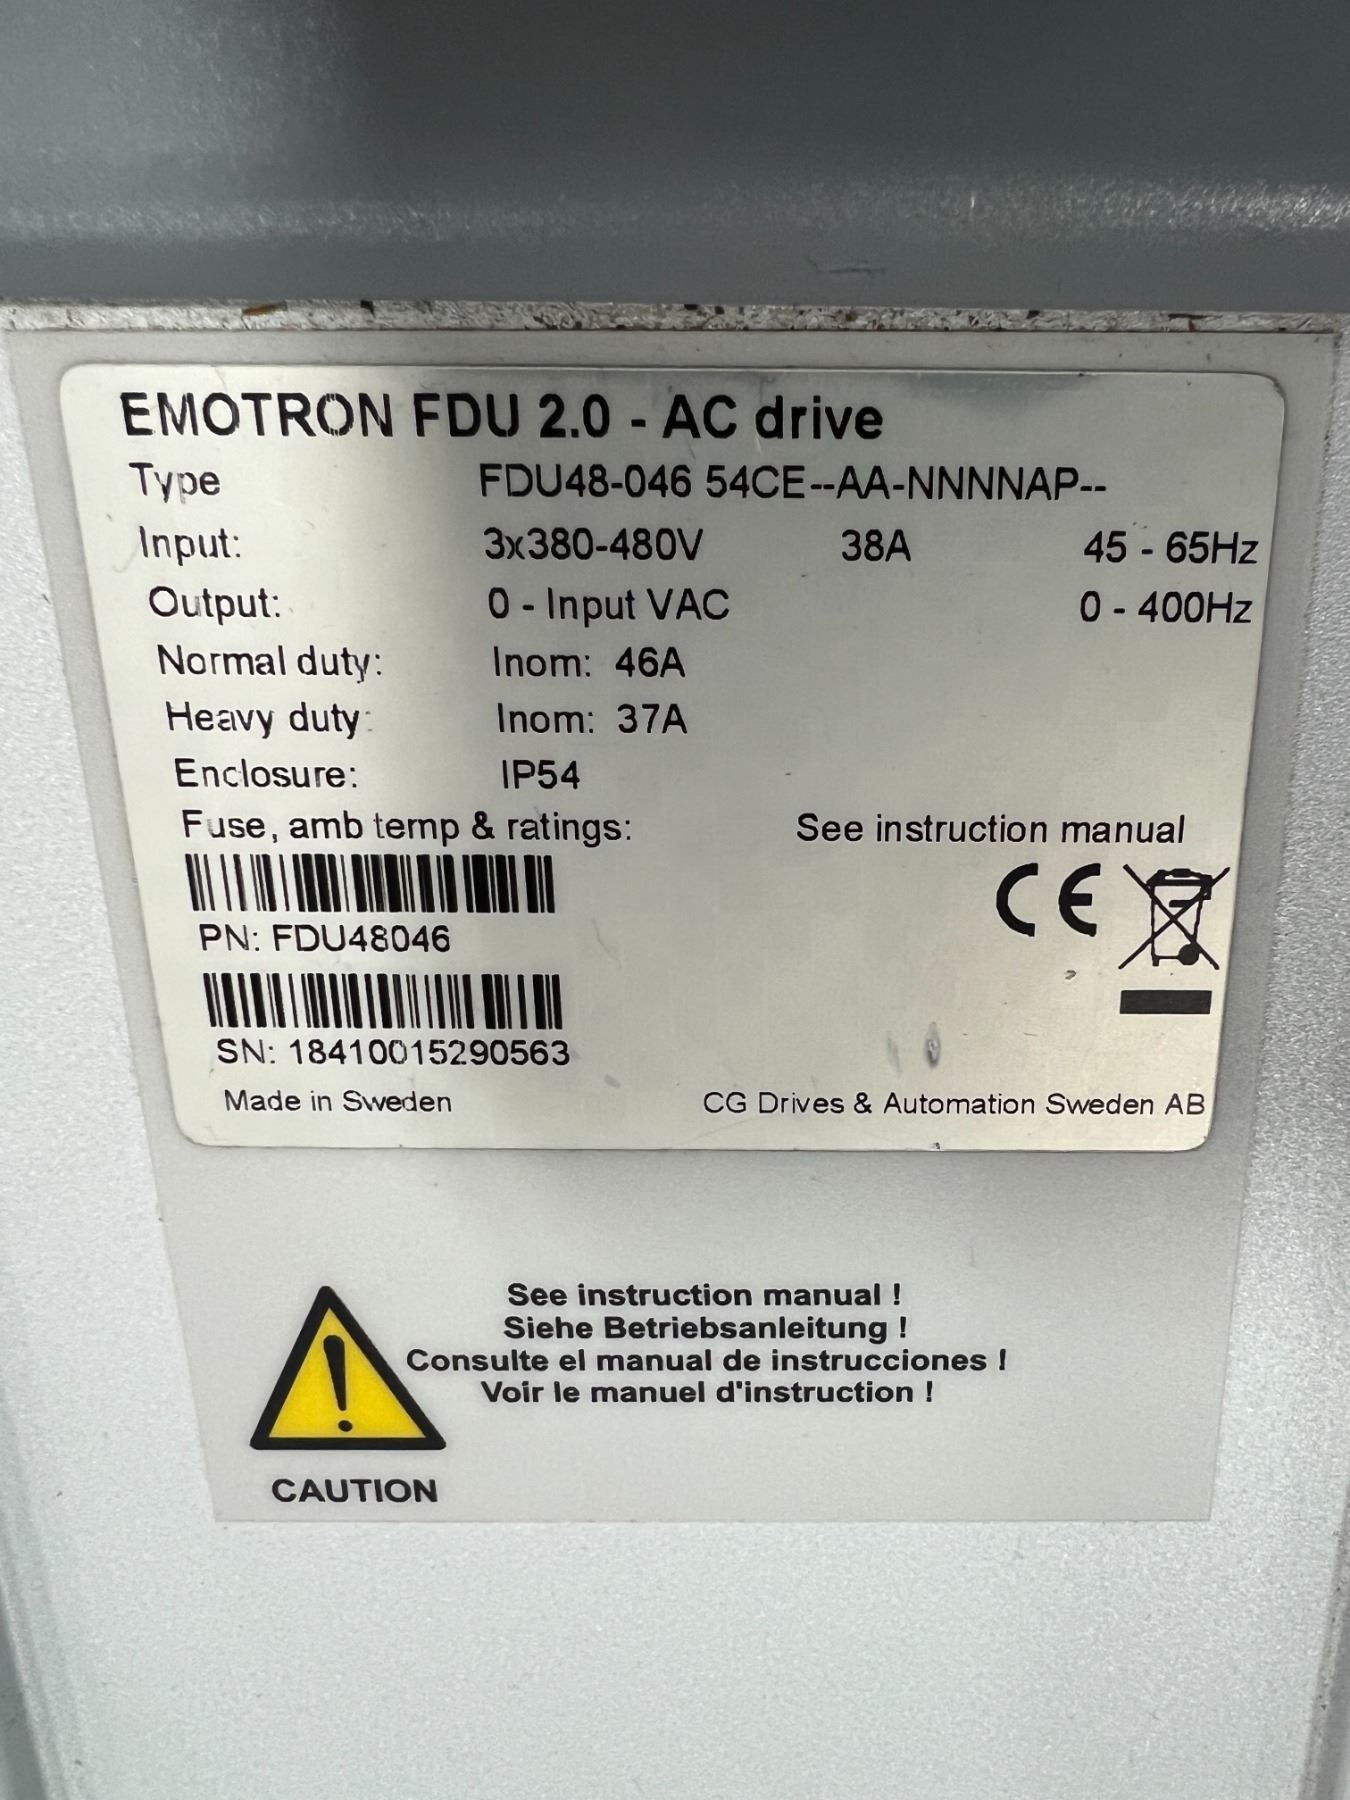 EMOTRON FDU 2.0 - AC drive
Type FDU48-046 54CE--AA-NNNNAP--
Input: 3x380-480V 38A 45 - 65Hz
Output: 0 - Input VAC 0 - 400Hz
Normal duty: Inom: 46A
Heavy duty: Inom: 37A
Enclosure: IP54
Fuse, amb temp & ratings: See instruction manual
CE
PN: FDU48046
SN: 18410015290563
Made in Sweden CG Drives & Automation Sweden AB
See instruction manual !
Siehe Betriebsanleitung !
Consulte el manual de instrucciones !
Voir le manuel d'instruction !
CAUTION